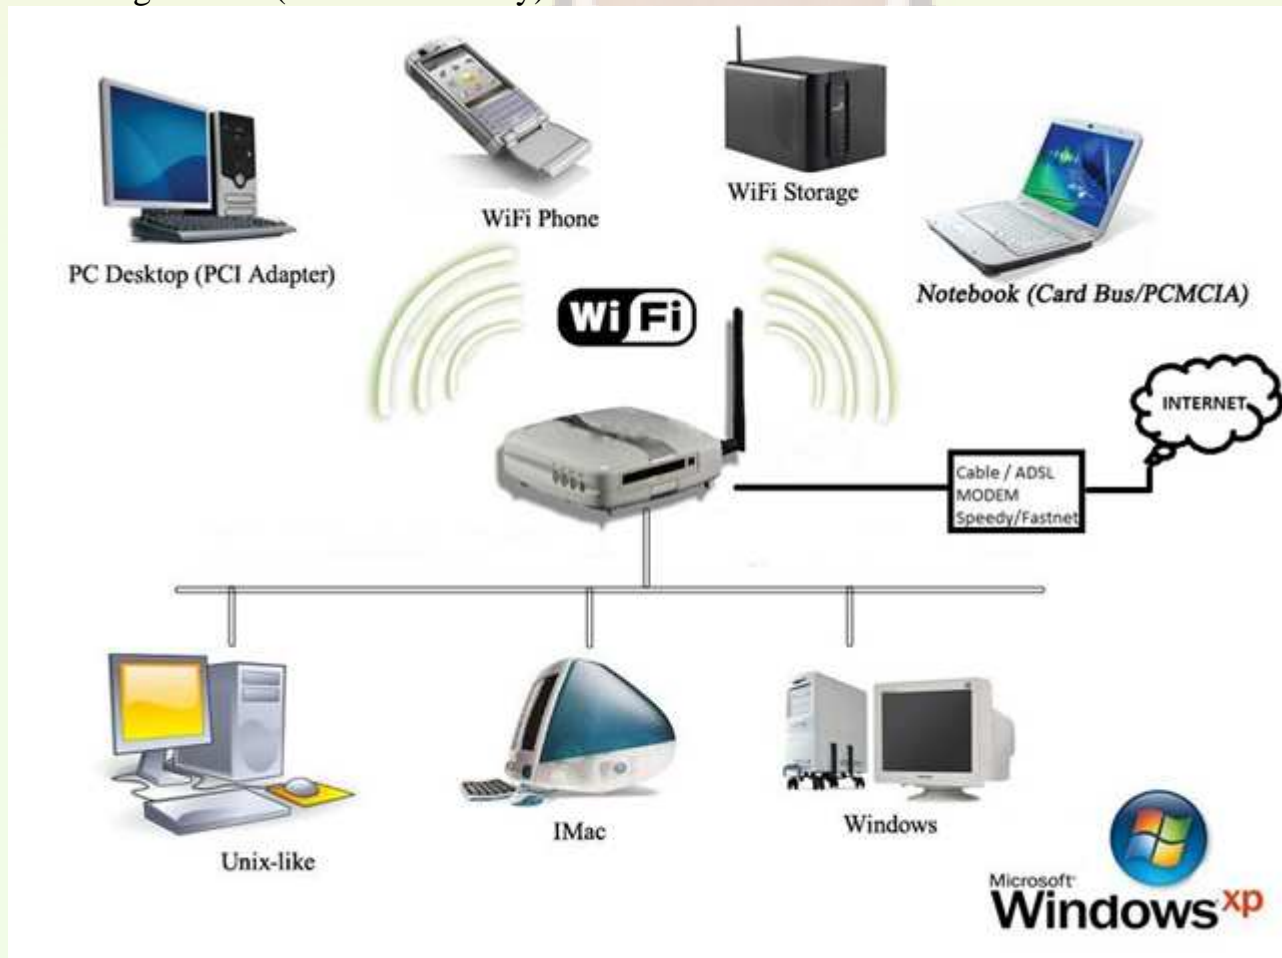 WiFi Phone
WiFi Storage
PC Desktop (PCI Adapter)
Notebook (Card Bus/PCMCIA)
Wi Fi
INTERNET
Cable / ADSL
MODEM
Speedy/Fastnet
Unix-like
IMac
Windows
Microsoft
Windows xp